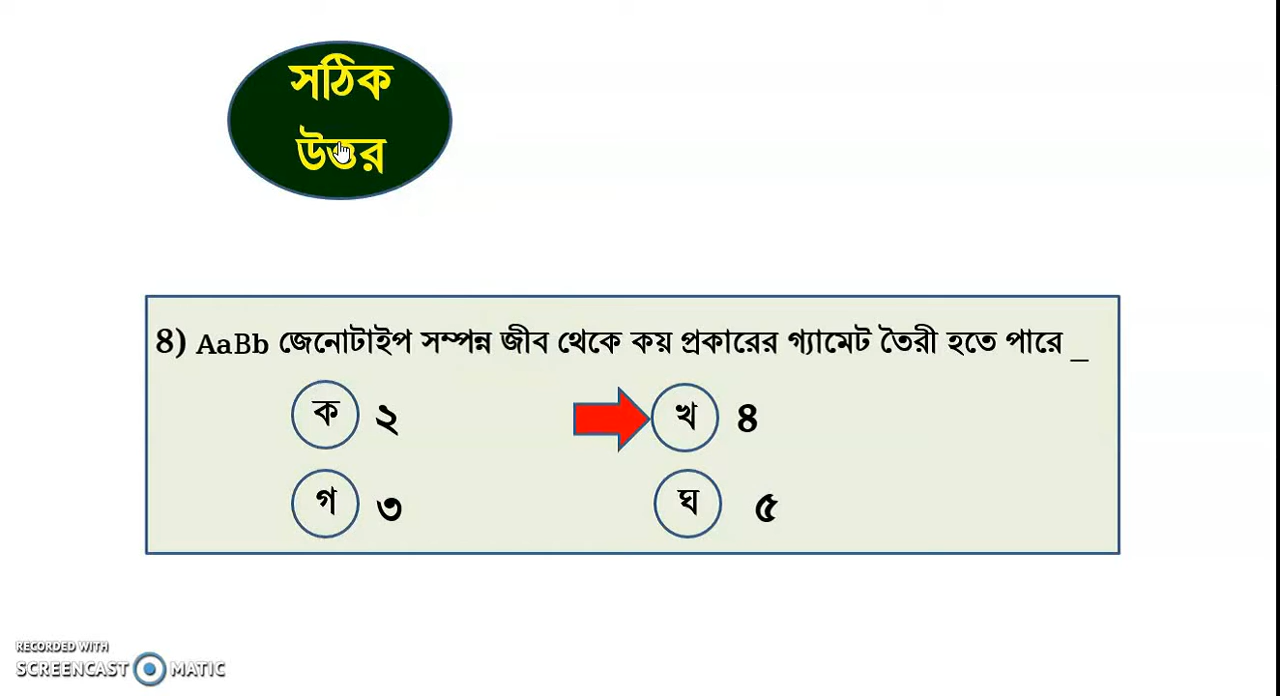 সঠিক
উত্তর
৪) AaBb জেনোটাইপ সম্পন্ন জীব থেকে কয় প্রকারের গ্যামেট তৈরী হতে পারে _
ক ২ খ ৪
গ ৩ ঘ ৫
RECORDED WITH
SCREENCAST MATIC